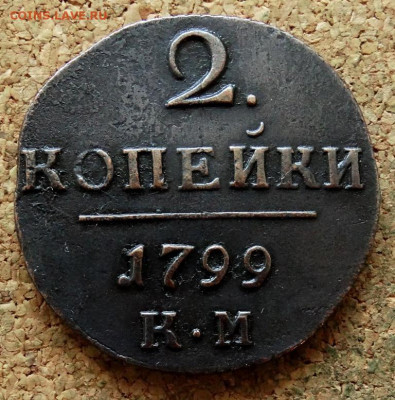 coins.lave.ru
2.
КОПЕЙКИ
1799
К·М